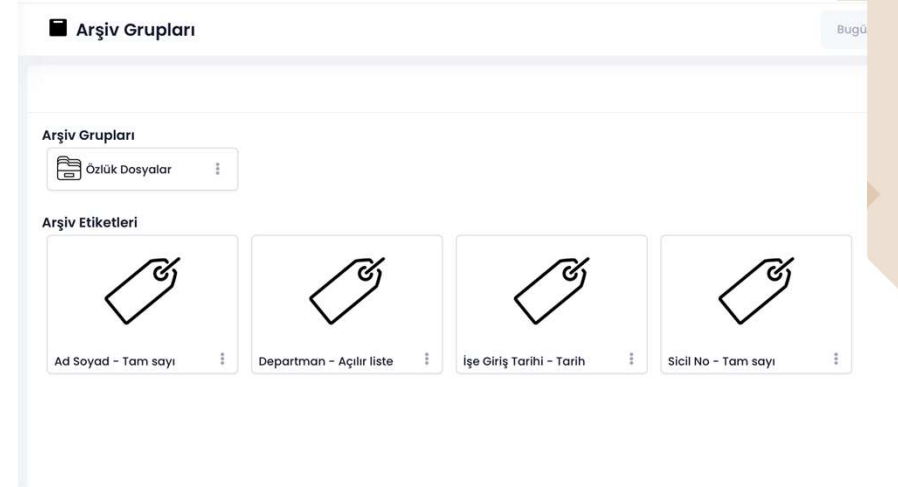 Arşiv Grupları
Bugü
Arşiv Grupları
Özlük Dosyalar
Arşiv Etiketleri
Ad Soyad - Tam sayı
Departman - Açılır liste
İşe Giriş Tarihi - Tarih
Sicil No - Tam sayı